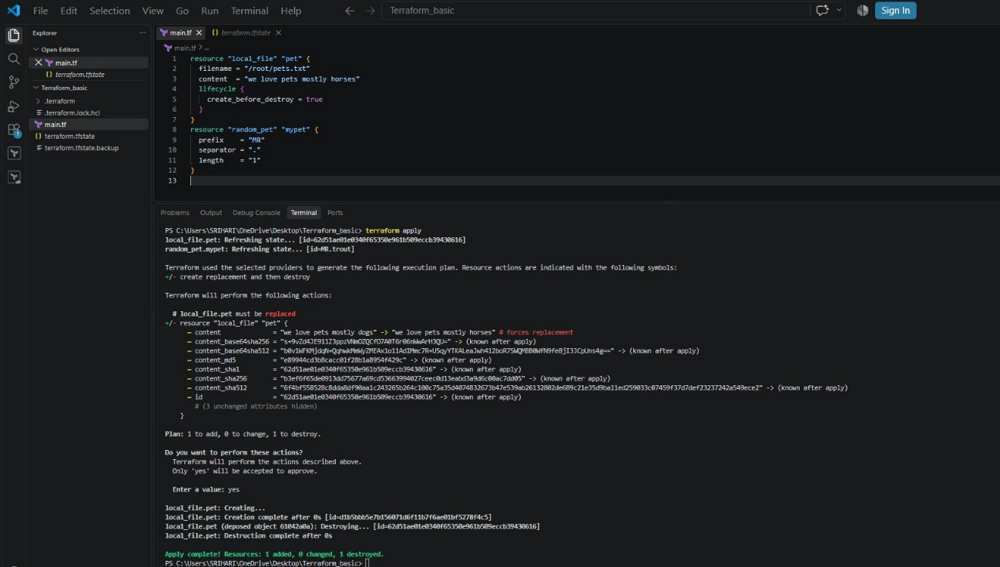 File Edit Selection View Go Run Terminal Help
Terraform_basic
Sign In
Explorer
Open Editors
main.tf
terraform.tfstate
Terraform_basic
.terraform
.terraform.lock.hcl
main.tf
terraform.tfstate
terraform.tfstate.backup
1
main.tf
terraform.tfstate
main.tf > ...
1 resource "local_file" "pet" {
2 filename = "/root/pets.txt"
3 content  = "we love pets mostly horses"
4 lifecycle {
5 create_before_destroy = true
6 }
7 }
8 resource "random_pet" "mypet" {
9 prefix    = "MR"
10 separator = "."
11 length    = "1"
12 }
13
Problems Output Debug Console Terminal Ports
PS C:\Users\SRIHARI\OneDrive\Desktop\Terraform_basic> terraform apply
local_file.pet: Refreshing state... [id=62d51ae01e0340f65350e961b509eccb39430616]
random_pet.mypet: Refreshing state... [id=MR.trout]
Terraform used the selected providers to generate the following execution plan. Resource actions are indicated with the following symbols:
+/- create replacement and then destroy
Terraform will perform the following actions:
# local_file.pet must be replaced
+/- resource "local_file" "pet" {
~ content = "we love pets mostly dogs" -> "we love pets mostly horses" # forces replacement
~ content_base64sha256 = -> (known after apply)
~ content_base64sha512 = -> (known after apply)
~ content_md5 = "e89944cd3b8cacc01f28b1a8954f429c" -> (known after apply)
~ content_sha1 = "62d51ae01e0340f65350e961b509eccb39430616" -> (known after apply)
~ content_sha256 = "b3ef6f65de0913dd75677a69cd53663994027ceec0d13eabd3a9d6c00ac7dd05" -> (known after apply)
~ content_sha512 = -> (known after apply)
~ id = "62d51ae01e0340f65350e961b509eccb39430616" -> (known after apply)
# (3 unchanged attributes hidden)
}
Plan: 1 to add, 0 to change, 1 to destroy.
Do you want to perform these actions?
Terraform will perform the actions described above.
Only 'yes' will be accepted to approve.
Enter a value: yes
local_file.pet: Creating...
local_file.pet: Creation complete after 0s [id=d1b5bbb5e7b156071d6f11b7f6ae01bf5278f4c5]
local_file.pet (deposed object 61042a0a): Destroying... [id=62d51ae01e0340f65350e961b509eccb39430616]
local_file.pet: Destruction complete after 0s
Apply complete! Resources: 1 added, 0 changed, 1 destroyed.
PS C:\Users\SRIHARI\OneDrive\Desktop\Terraform_basic>